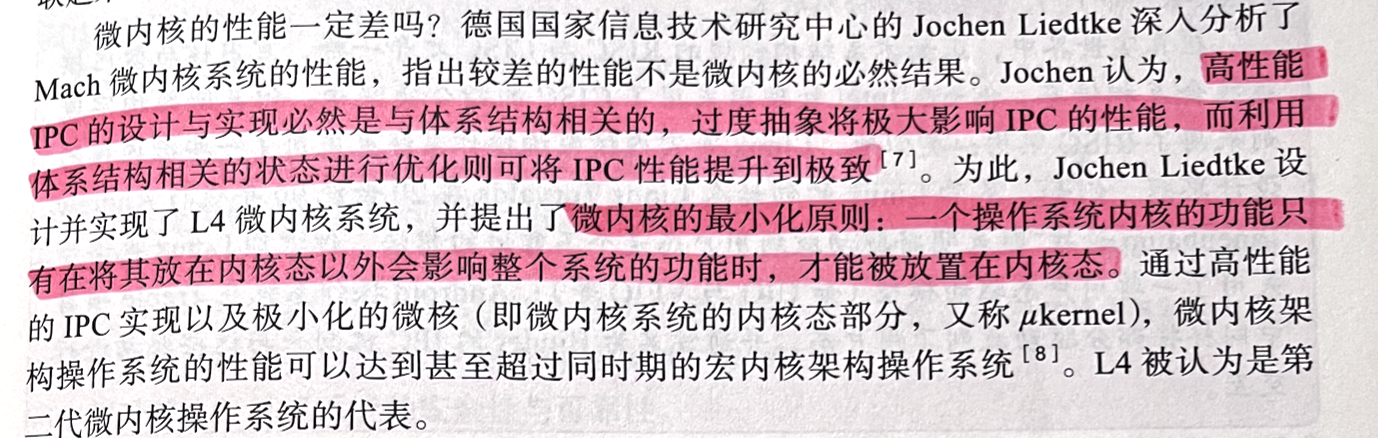 微内核的性能一定差吗？德国国家信息技术研究中心的 Jochen Liedtke 深入分析了
Mach 微内核系统的性能，指出较差的性能不是微内核的必然结果。Jochen 认为，高性能
IPC 的设计与实现必然是与体系结构相关的，过度抽象将极大影响 IPC 的性能，而利用
体系结构相关的状态进行优化则可将 IPC 性能提升到极致[7]。为此，Jochen Liedtke 设
计并实现了 L4 微内核系统，并提出了微内核的最小化原则：一个操作系统内核的功能只
有在将其放在内核态以外会影响整个系统的功能时，才能被放置在内核态。通过高性能
的 IPC 实现以及极小化的微核（即微内核系统的内核态部分，又称 μkernel），微内核架
构操作系统的性能可以达到甚至超过同时期的宏内核架构操作系统[8]。L4 被认为是第
二代微内核操作系统的代表。